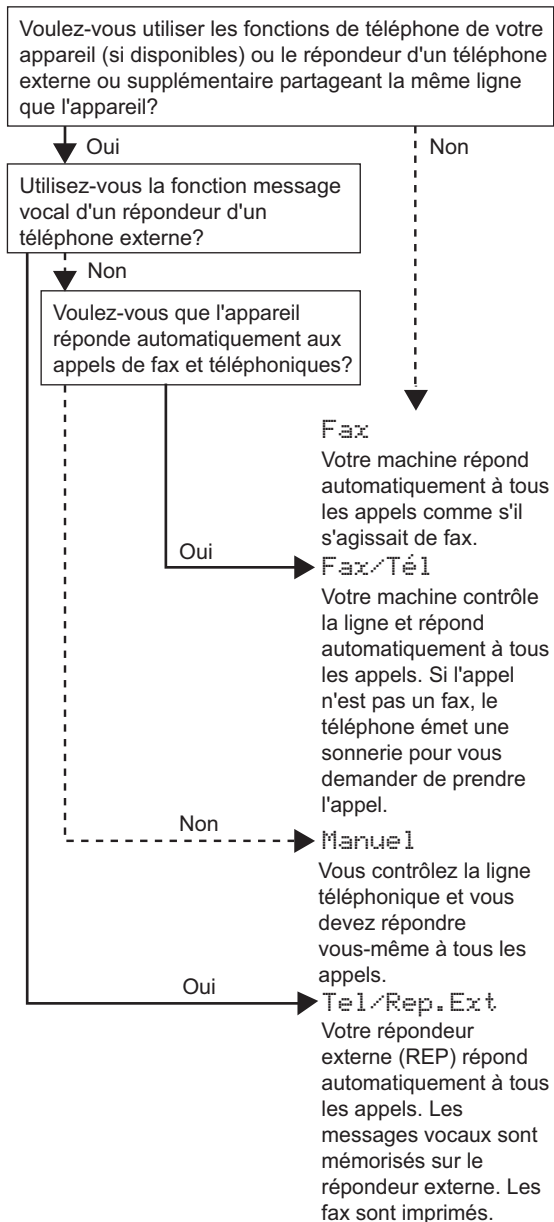 Voulez-vous utiliser les fonctions de téléphone de votre
appareil (si disponibles) ou le répondeur d'un téléphone
externe ou supplémentaire partageant la même ligne
que l'appareil?
Oui
Non
Utilisez-vous la fonction message
vocal d'un répondeur d'un
téléphone externe?
Non
Voulez-vous que l'appareil
réponde automatiquement aux
appels de fax et téléphoniques?
Fax
Votre machine répond
automatiquement à tous
les appels comme s'il
s'agissait de fax.
Oui
Fax/Tél
Votre machine contrôle
la ligne et répond
automatiquement à tous
les appels. Si l'appel
n'est pas un fax, le
téléphone émet une
sonnerie pour vous
demander de prendre
l'appel.
Non
Manuel
Vous contrôlez la ligne
téléphonique et vous
devez répondre
vous-même à tous les
appels.
Oui
Tel/Rep.Ext
Votre répondeur
externe (REP) répond
automatiquement à tous
les appels. Les
messages vocaux sont
mémorisés sur le
répondeur externe. Les
fax sont imprimés.